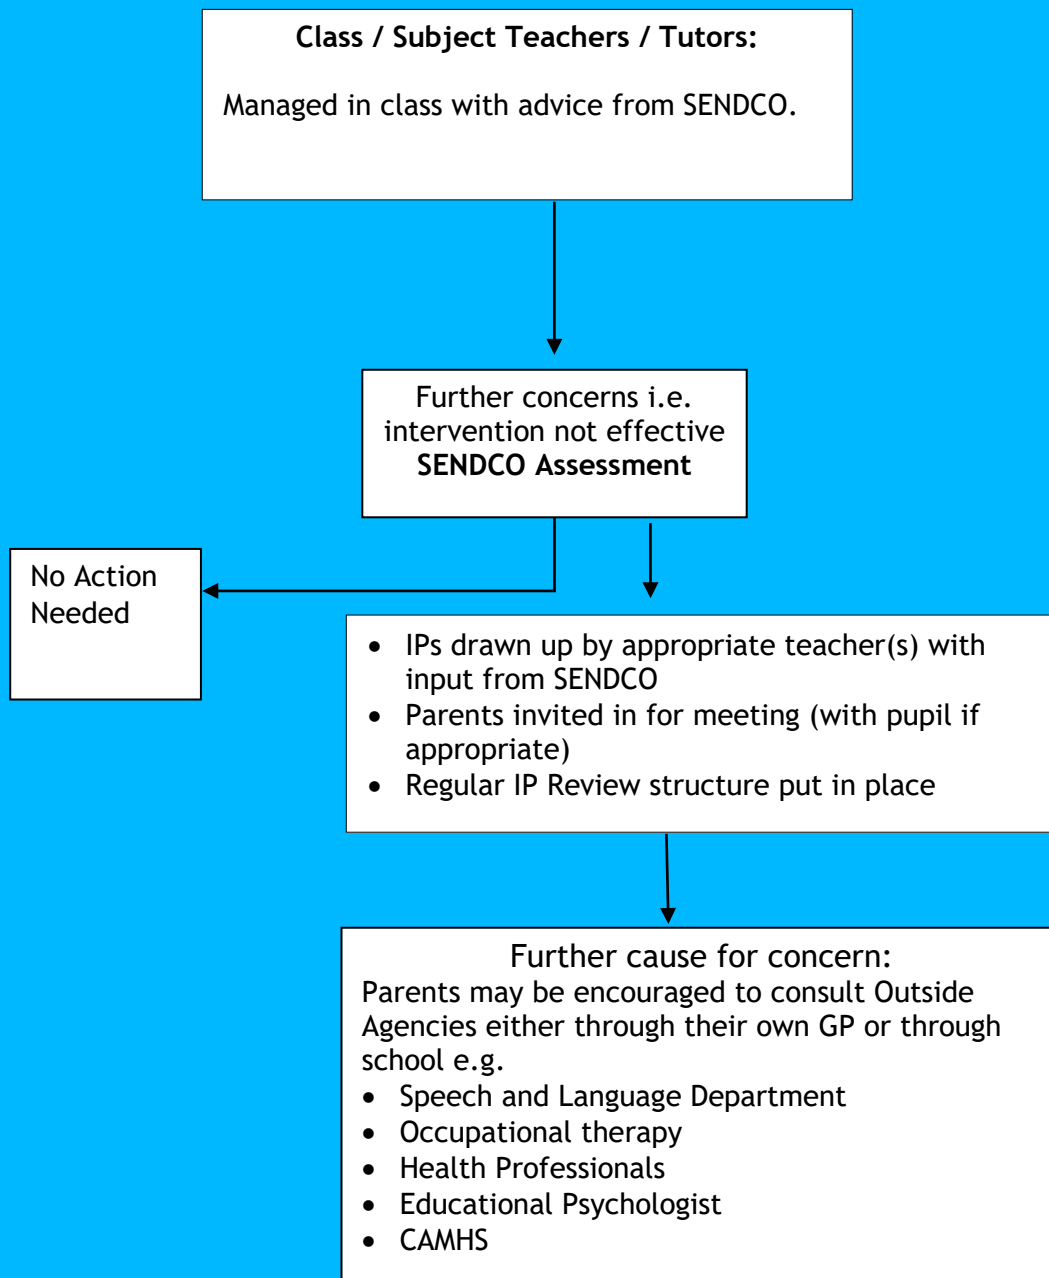 Class / Subject Teachers / Tutors:
Managed in class with advice from SENDCO.
Further concerns i.e.
intervention not effective
SENDCO Assessment
No Action
Needed
• IPs drawn up by appropriate teacher(s) with
input from SENDCO
• Parents invited in for meeting (with pupil if
appropriate)
• Regular IP Review structure put in place
Further cause for concern:
Parents may be encouraged to consult Outside
Agencies either through their own GP or through
school e.g.
• Speech and Language Department
• Occupational therapy
• Health Professionals
• Educational Psychologist
• CAMHS